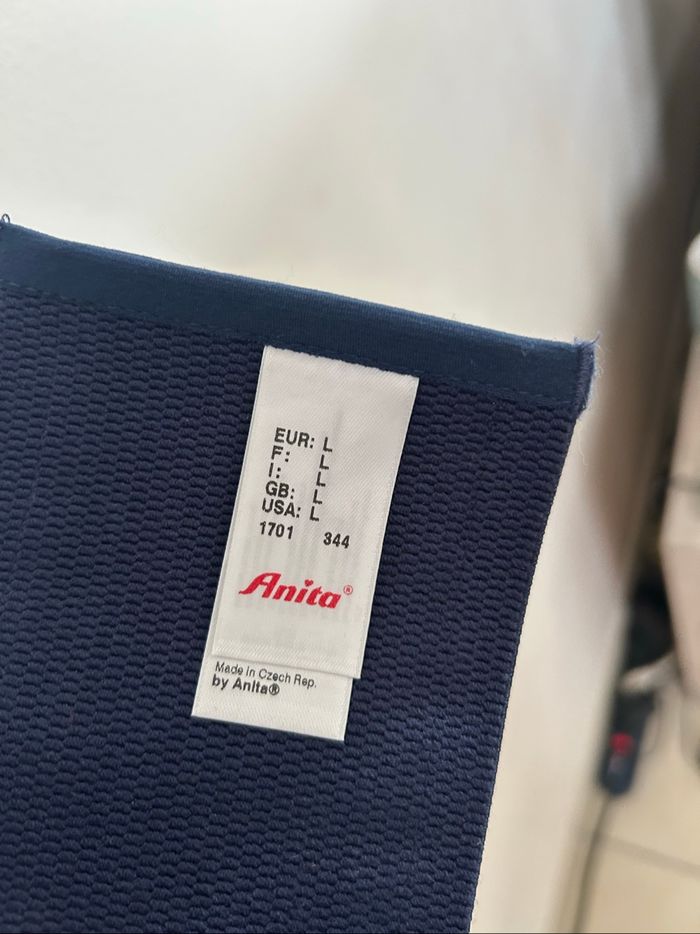 EUR: L
F: L
I: L
GB: L
USA: L
1701 344
Anita®
Made in Czech Rep.
by Anita®